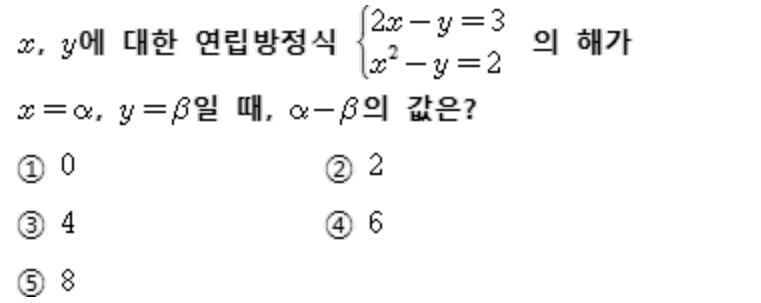 x, y에 대한 연립방정식 {2x-y=3
x²-y=2 의 해가
x=α, y=β일 때, α-β의 값은?
① 0 ② 2
③ 4 ④ 6
⑤ 8